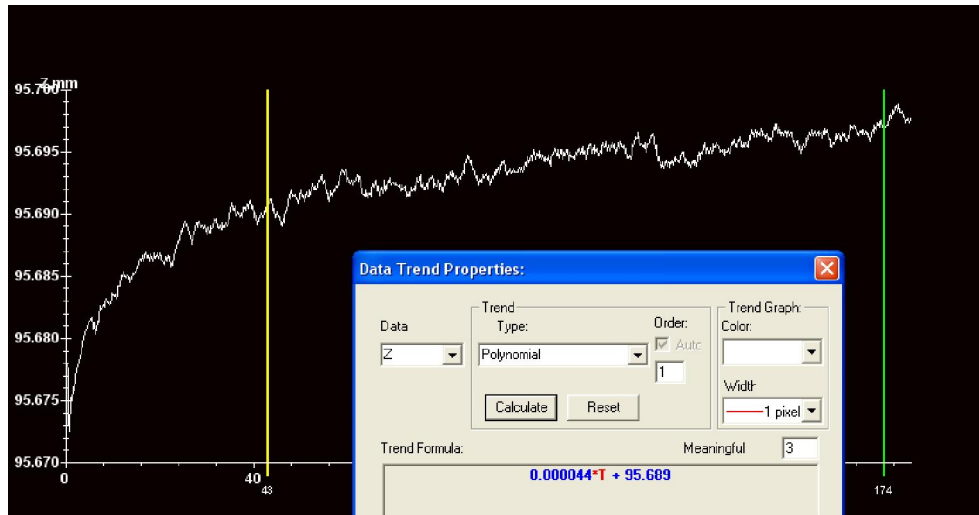 Z mm
95.700
95.695
95.690
95.685
95.680
95.675
95.670
0
40
43
174
Data Trend Properties:
Trend
Trend Graph:
Data
Type:
Order:
Color:
Auto
Z
Polynomial
1
Width
Calculate
Reset
1 pixel
Trend Formula:
Meaningful
3
0.000044*T + 95.689